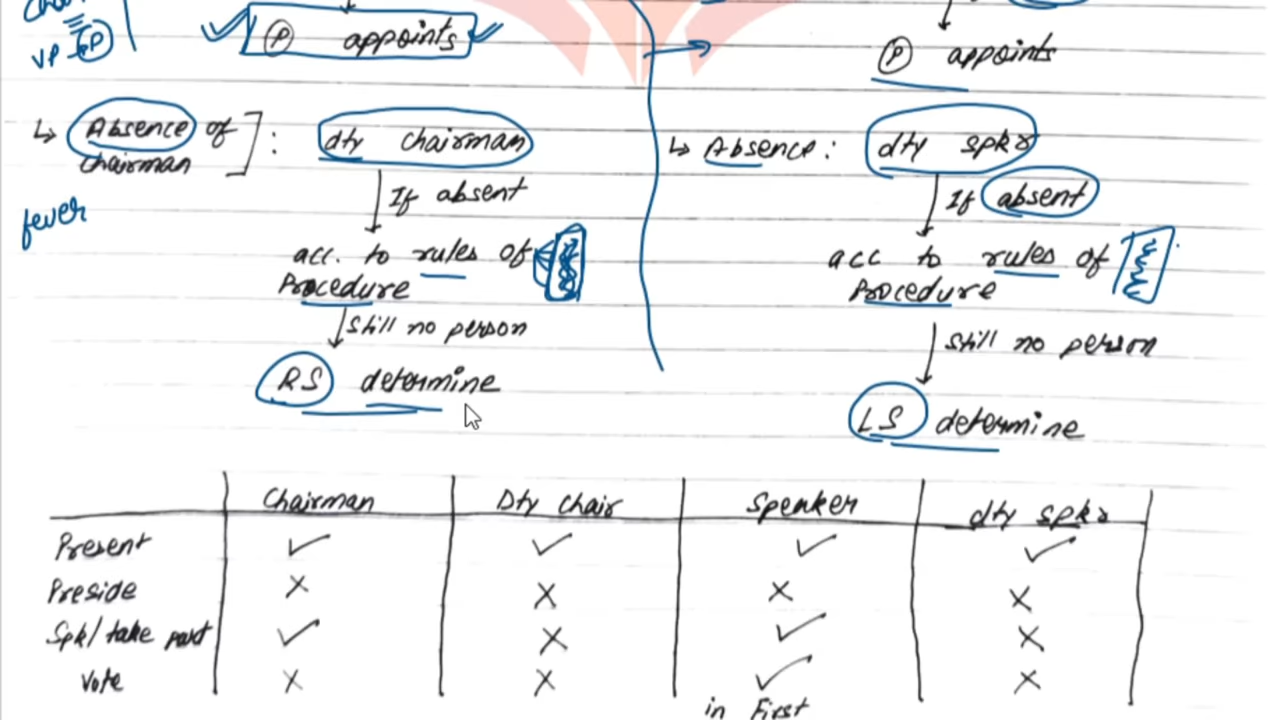 VP
P
P appoints
P appoints
↳ Absence of Chairman ] : dty chairman
↳ Absence : dty spkr
fever
If absent
If absent
acc. to rules of
Procedure
acc to rules of
Procedure
Still no person
Still no person
RS determine
LS determine
Chairman Dty Chair Speaker dty spkr
Present ✓ ✓ ✓ ✓
Preside × × × ×
Spk/take part ✓ × ✓ ×
Vote × × ✓ ×
in First